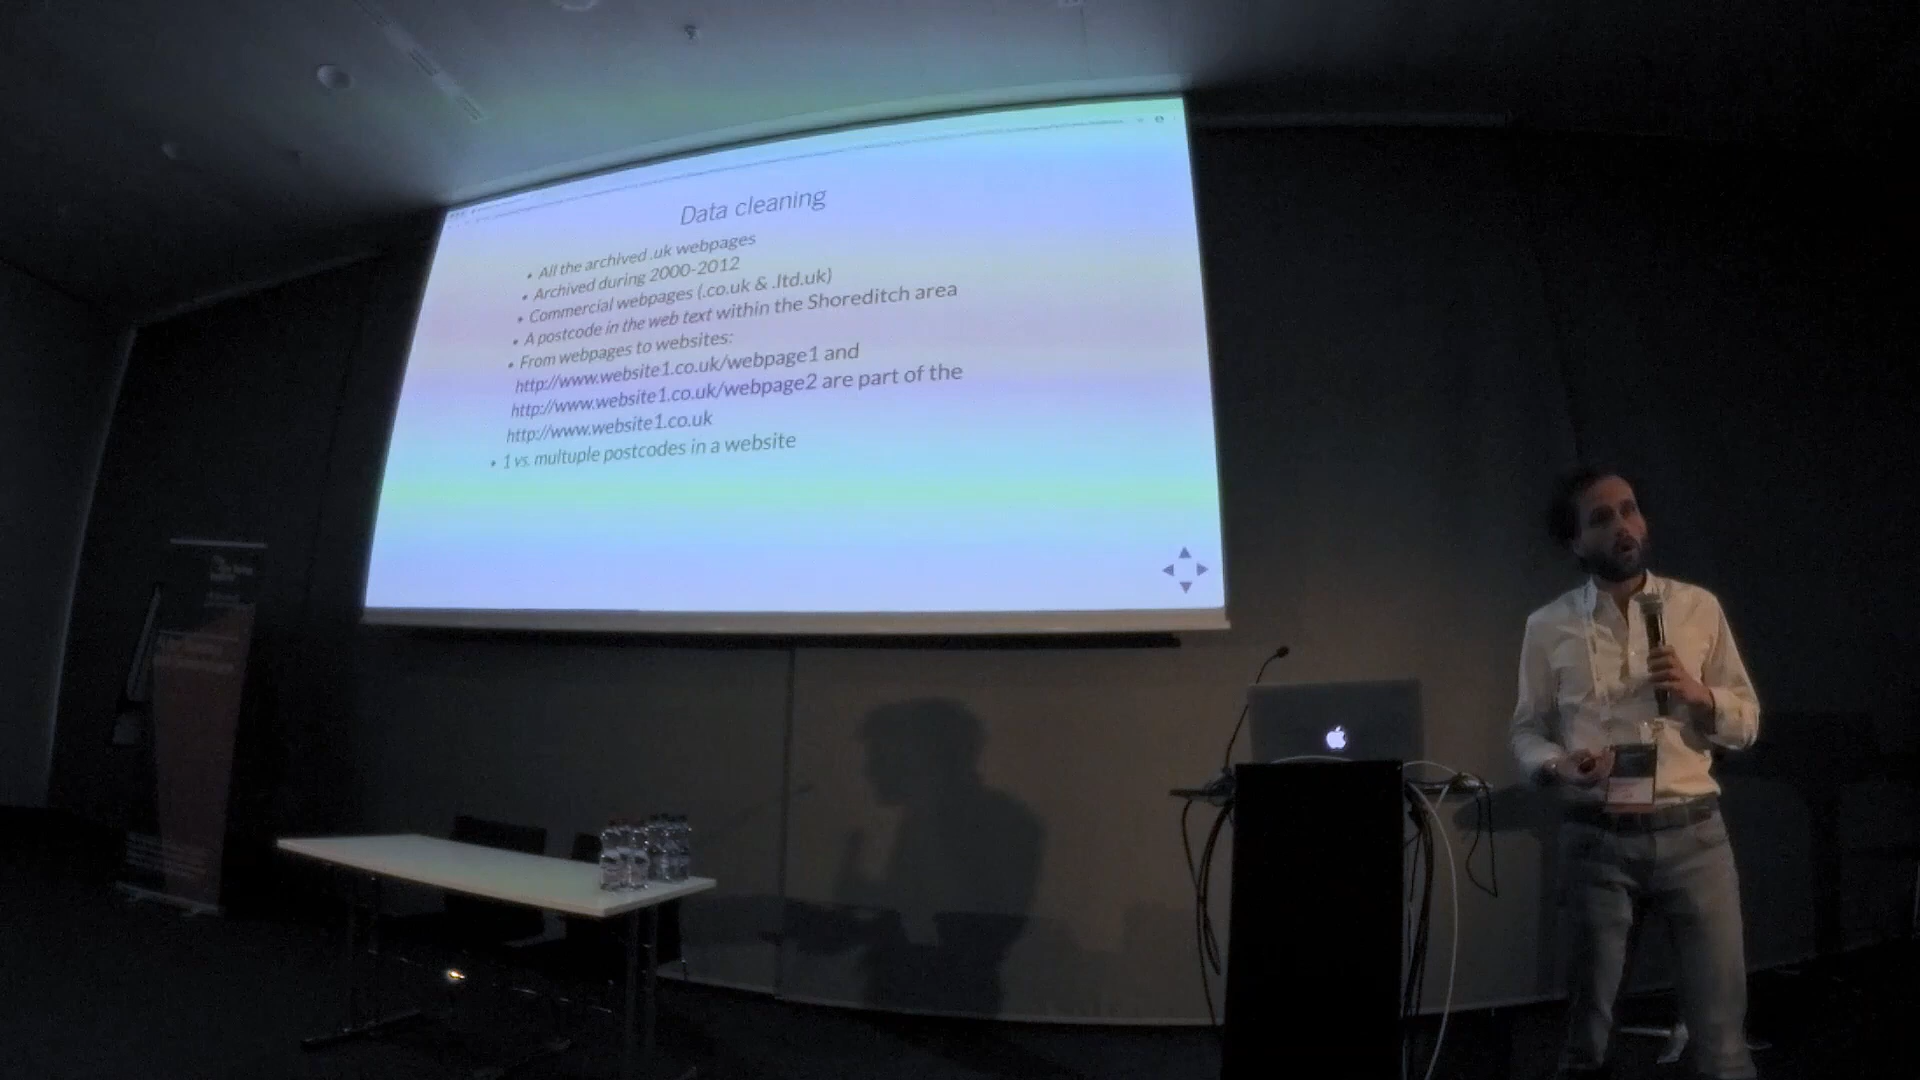 Data cleaning
• All the archived .uk webpages
• Archived during 2000-2012
• Commercial webpages (.co.uk & .ltd.uk)
• A postcode in the web text within the Shoreditch area
• From webpages to websites:
http://www.website1.co.uk/webpage1 and
http://www.website1.co.uk/webpage2 are part of the
http://www.website1.co.uk
• 1 vs. multuple postcodes in a website